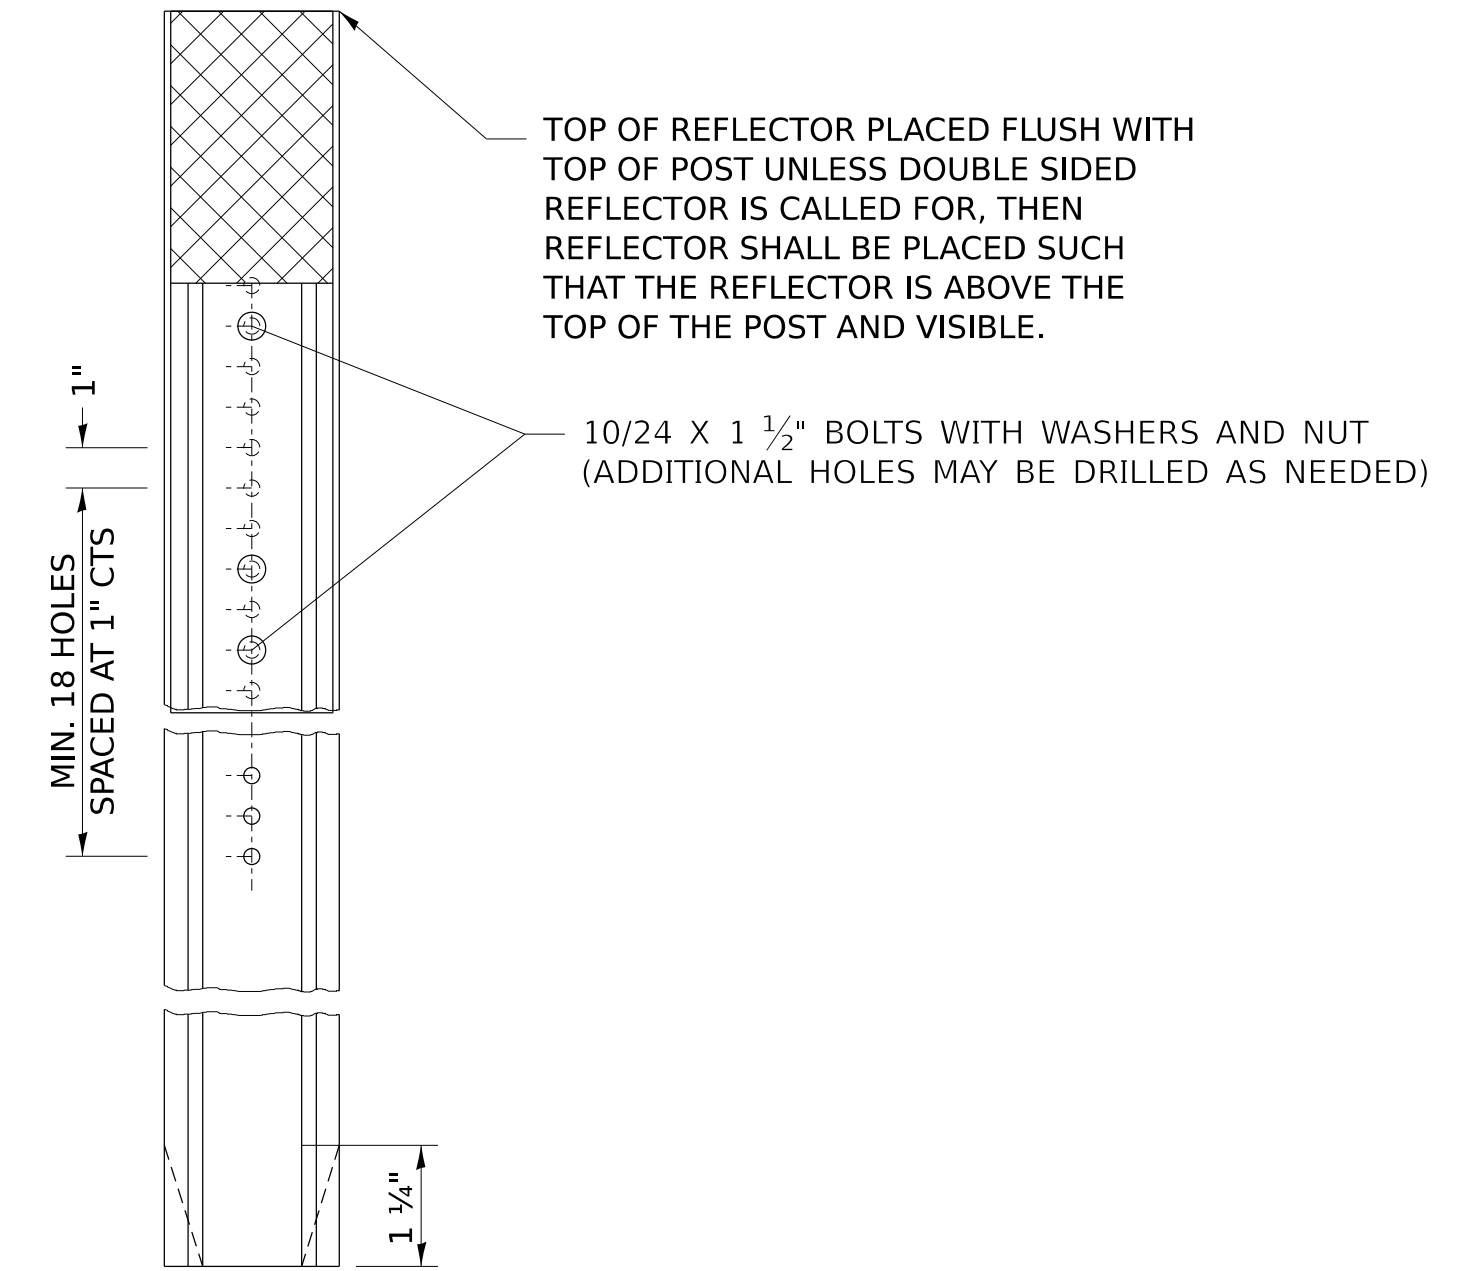 TOP OF REFLECTOR PLACED FLUSH WITH
TOP OF POST UNLESS DOUBLE SIDED
REFLECTOR IS CALLED FOR, THEN
REFLECTOR SHALL BE PLACED SUCH
THAT THE REFLECTOR IS ABOVE THE
TOP OF THE POST AND VISIBLE.
1"
10/24 X 1 ½" BOLTS WITH WASHERS AND NUT
(ADDITIONAL HOLES MAY BE DRILLED AS NEEDED)
MIN. 18 HOLES
SPACED AT 1" CTS
1 ¼"